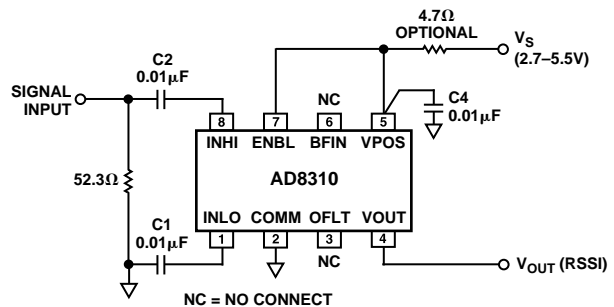 4.7Ω
OPTIONAL
V_S
(2.7–5.5V)
C2
0.01μF
SIGNAL
INPUT
NC
C4
0.01μF
8
7
6
5
INHI
ENBL
BFIN
VPOS
AD8310
52.3Ω
C1
0.01μF
INLO
COMM
OFLT
VOUT
1
2
3
4
NC
V_OUT (RSSI)
NC = NO CONNECT